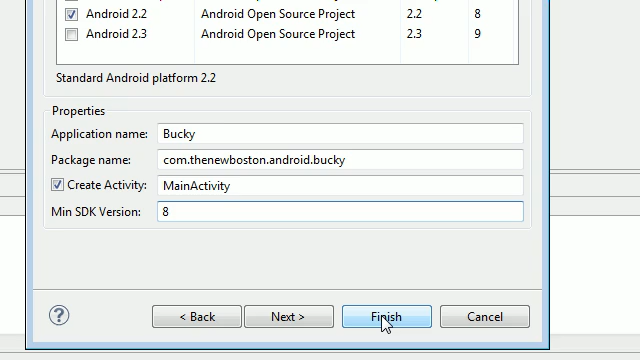 Android 2.2 Android Open Source Project 2.2 8
Android 2.3 Android Open Source Project 2.3 9
Standard Android platform 2.2
Properties
Application name: Bucky
Package name: com.thenewboston.android.bucky
Create Activity: MainActivity
Min SDK Version: 8
? < Back Next > Finish Cancel